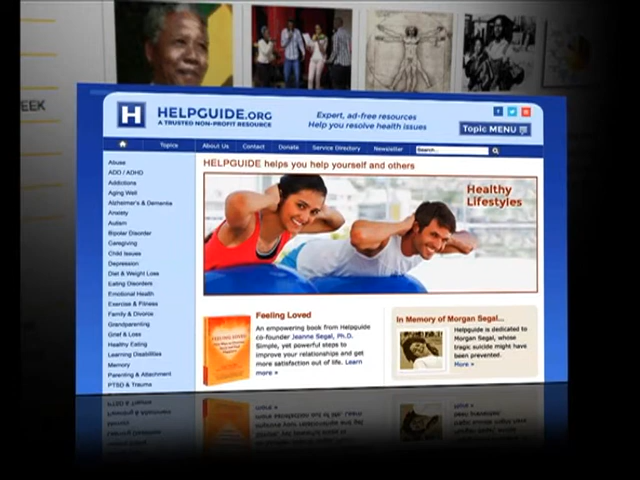 EEK
H HELPGUIDE.ORG
A TRUSTED NON-PROFIT RESOURCE
Expert, ad-free resources
Help you resolve health issues
Topic MENU
Topics About Us Contact Donate Service Directory Newsletter Search...
HELPGUIDE helps you help yourself and others
Healthy
Lifestyles
Abuse
ADD / ADHD
Addictions
Aging Well
Alzheimer's & Dementia
Anxiety
Autism
Bipolar Disorder
Caregiving
Child Issues
Depression
Diet & Weight Loss
Eating Disorders
Emotional Health
Exercise & Fitness
Family & Divorce
Grandparenting
Grief & Loss
Healthy Eating
Learning Disabilities
Memory
Parenting & Attachment
PTSD & Trauma
FEELING LOVED
Feeling Loved
An empowering book from Helpguide
co-founder Jeanne Segal, Ph.D.
Simple, yet powerful steps to
improve your relationships and get
more satisfaction out of life. Learn
more »
In Memory of Morgan Segal...
Helpguide is dedicated to
Morgan Segal, whose
tragic suicide might have
been prevented.
More »